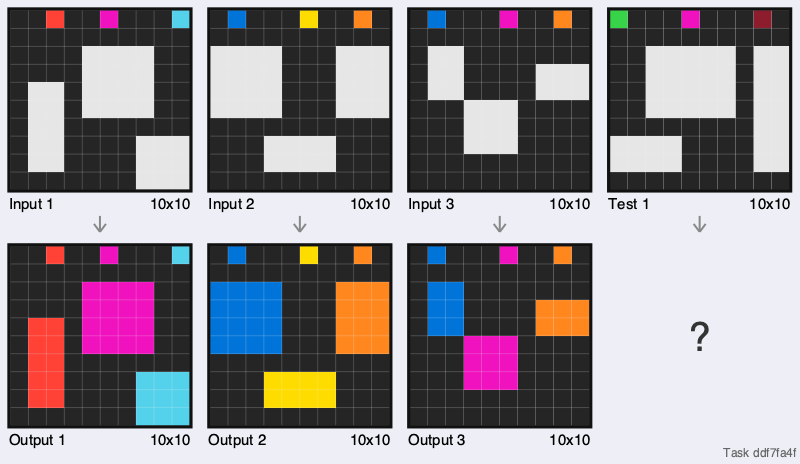 Input 1 10x10 Input 2 10x10 Input 3 10x10 Test 1 10x10
?
Output 1 10x10 Output 2 10x10 Output 3 10x10
Task ddf7fa4f